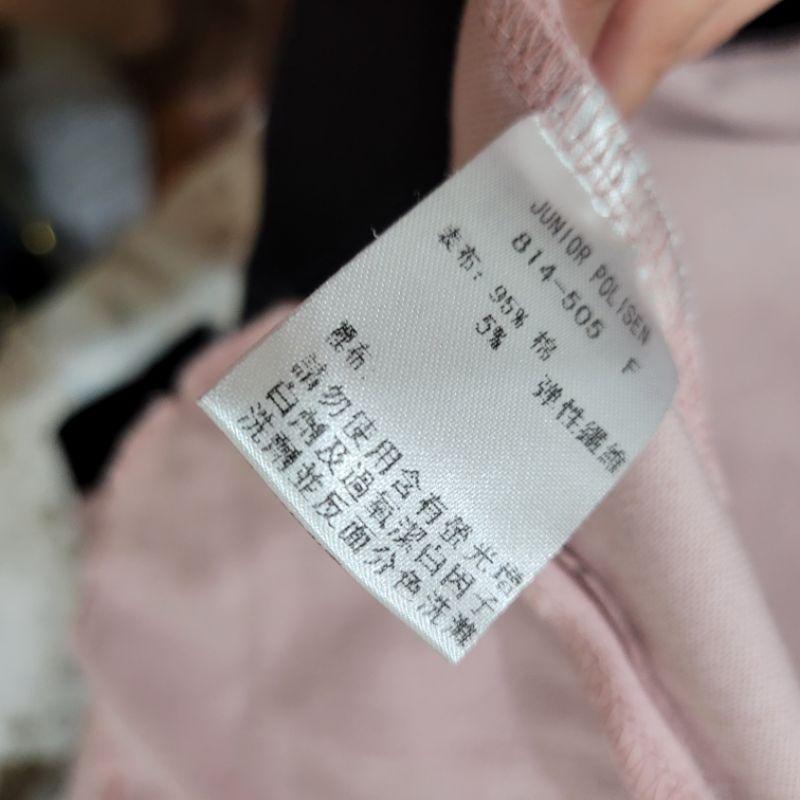 JUNIOR POLISEN
814-505 F
表布: 95% 棉
5% 弹性纖維
裡布
請勿使用含有螢光增
白劑及過氧潔白因子
洗劑並反面分色洗滌